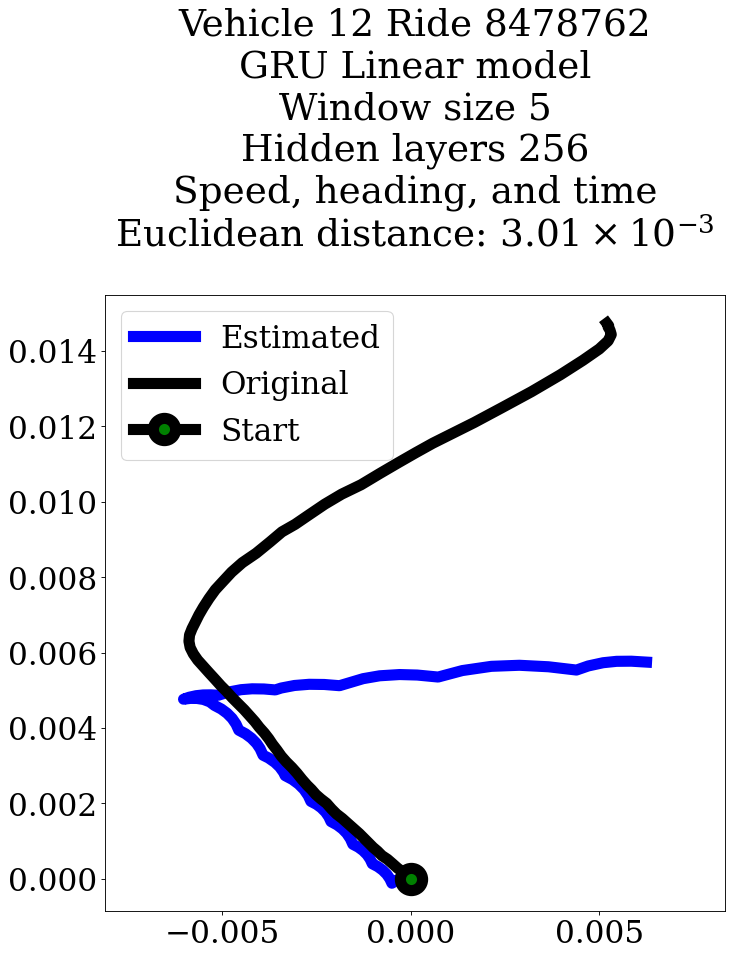 Vehicle 12 Ride 8478762
GRU Linear model
Window size 5
Hidden layers 256
Speed, heading, and time
Euclidean distance: 3.01 × 10⁻³
Estimated
Original
Start
0.014
0.012
0.010
0.008
0.006
0.004
0.002
0.000
−0.005 0.000 0.005